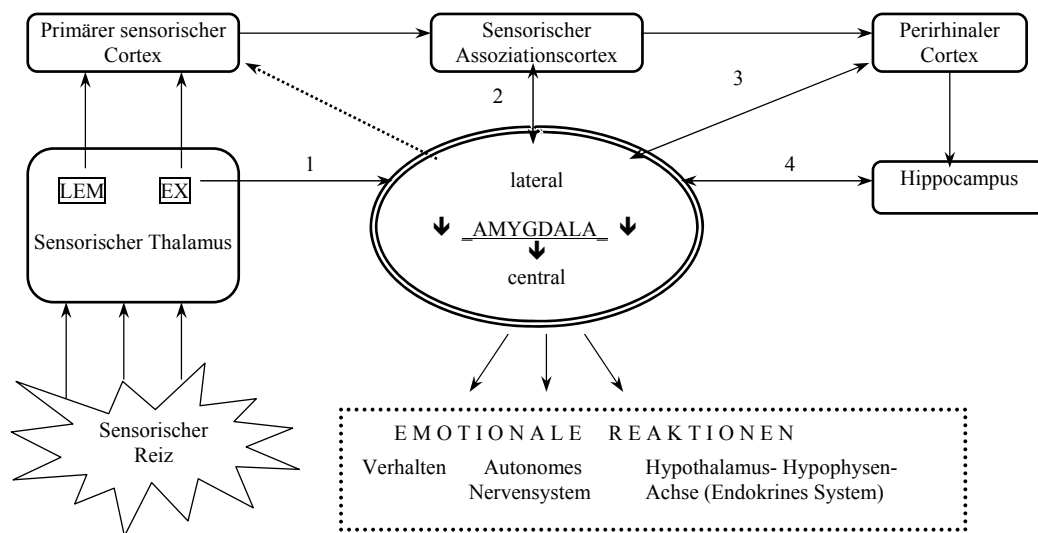 Primärer sensorischer
Cortex
Sensorischer
Assoziationscortex
Perirhinaler
Cortex
2
3
1
4
LEM
EX
Sensorischer Thalamus
lateral
_AMYGDALA_
central
Hippocampus
Sensorischer
Reiz
EMOTIONALE REAKTIONEN
Verhalten
Autonomes
Nervensystem
Hypothalamus- Hypophysen-
Achse (Endokrines System)